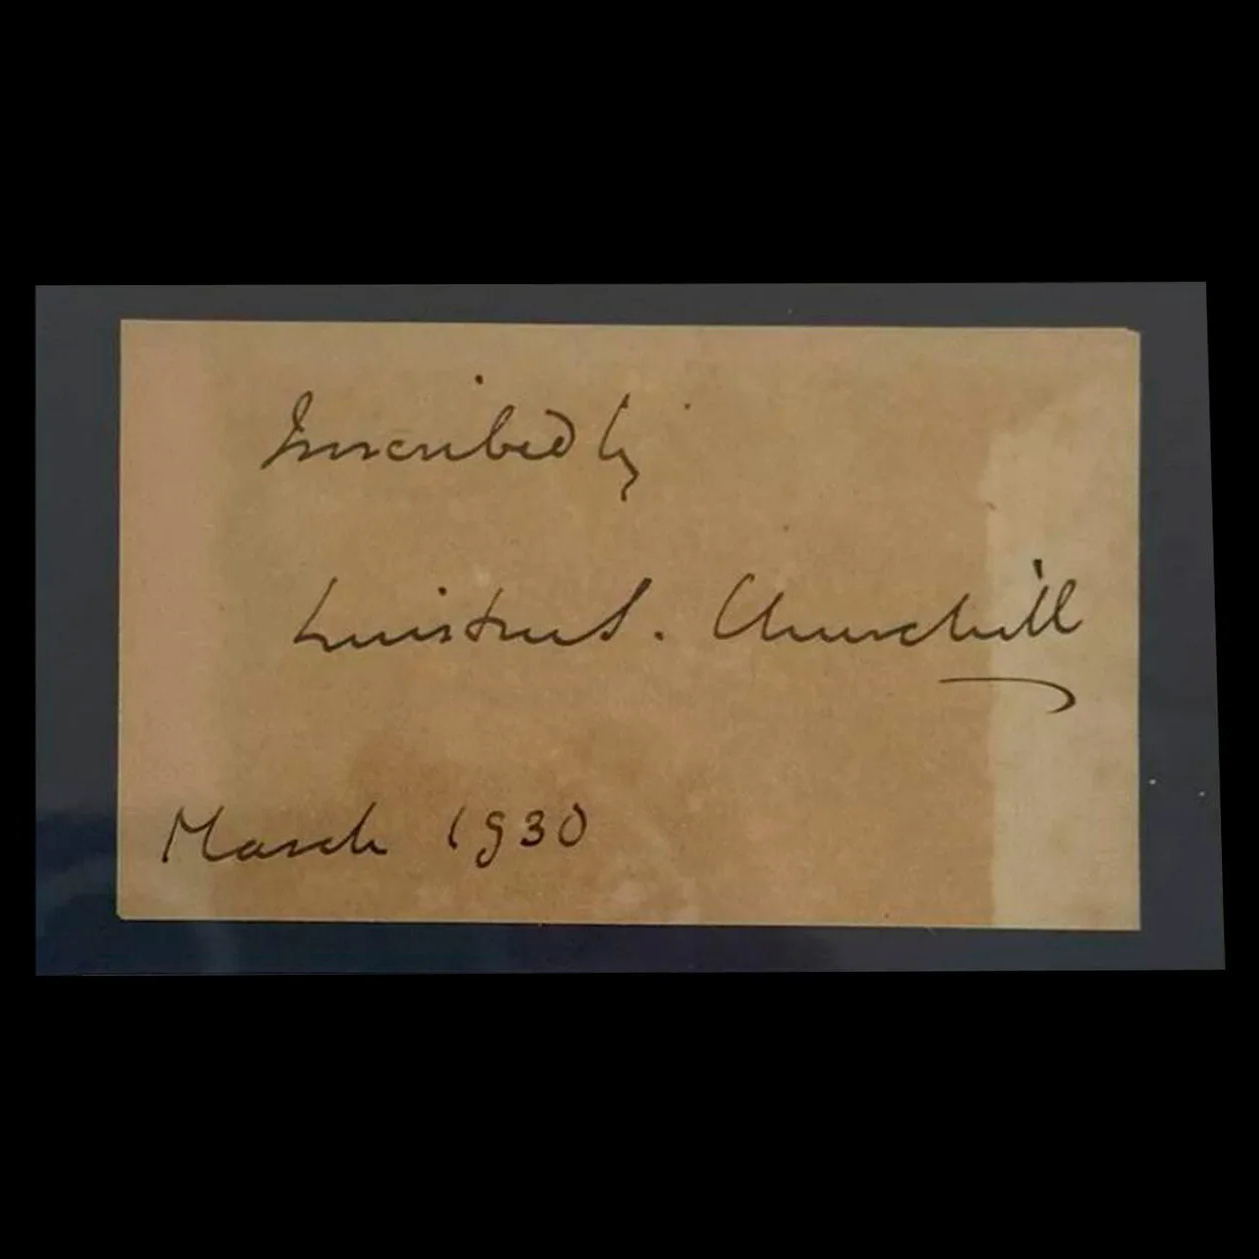 Inscribed by
Winston S. Churchill
March 1930